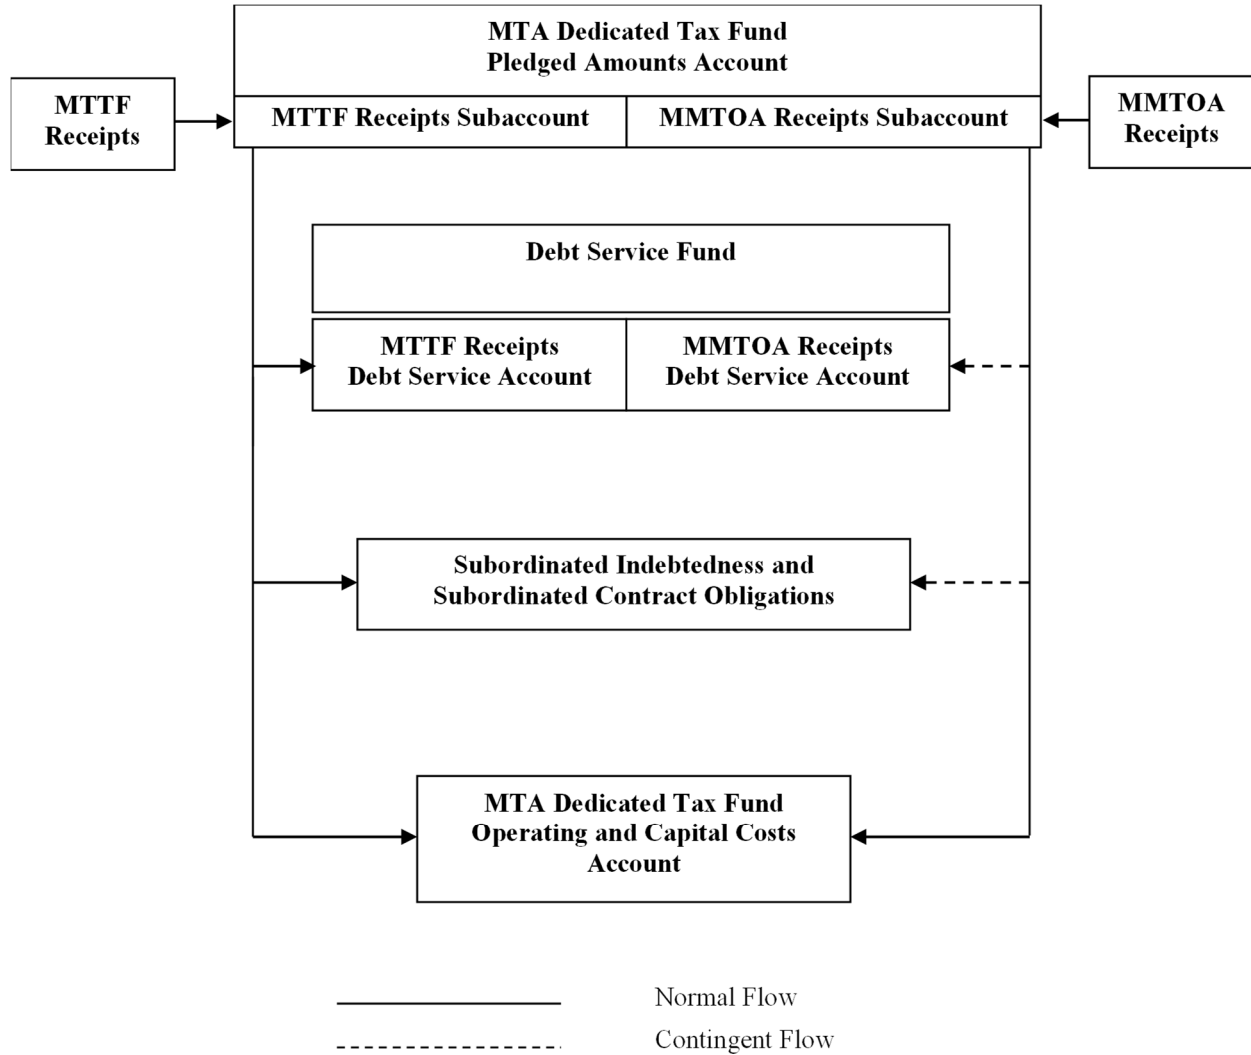 MTA Dedicated Tax Fund
Pledged Amounts Account
MTTF
Receipts
MTTF Receipts Subaccount
MMTOA Receipts Subaccount
MMTOA
Receipts
Debt Service Fund
MTTF Receipts
Debt Service Account
MMTOA Receipts
Debt Service Account
Subordinated Indebtedness and
Subordinated Contract Obligations
MTA Dedicated Tax Fund
Operating and Capital Costs
Account
Normal Flow
Contingent Flow